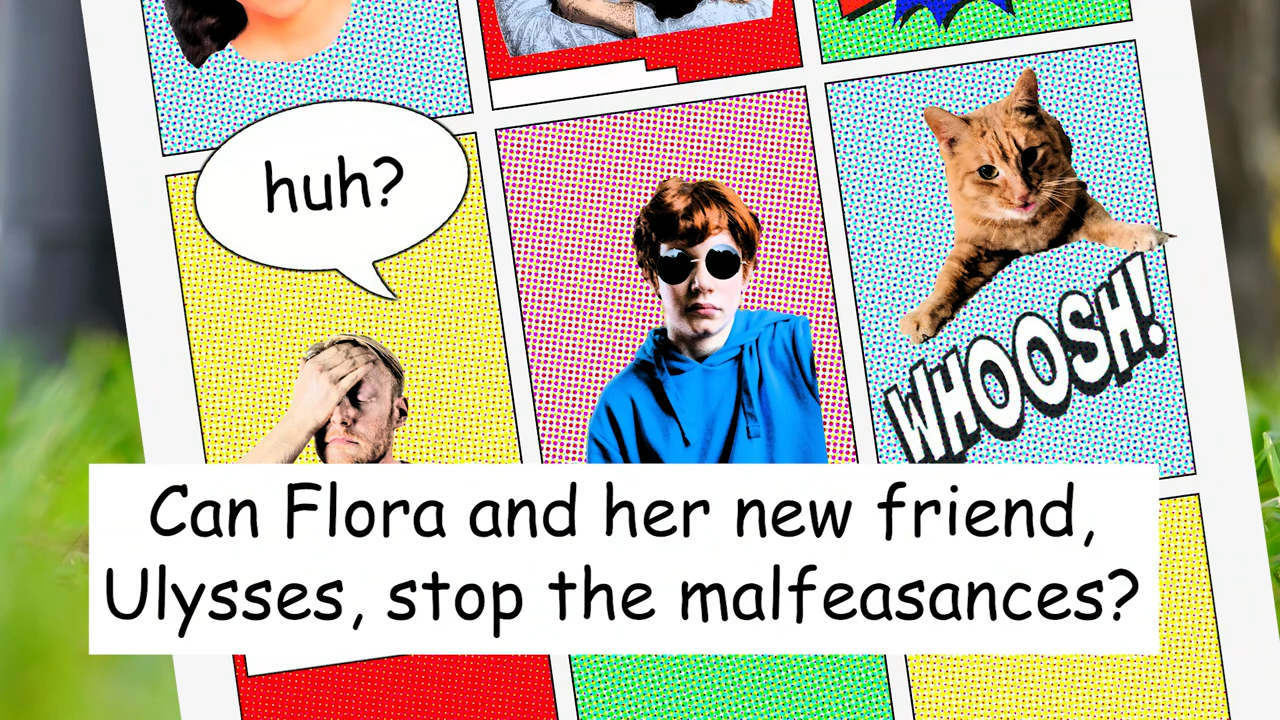 huh?
WHOOSH!
Can Flora and her new friend,
Ulysses, stop the malfeasances?